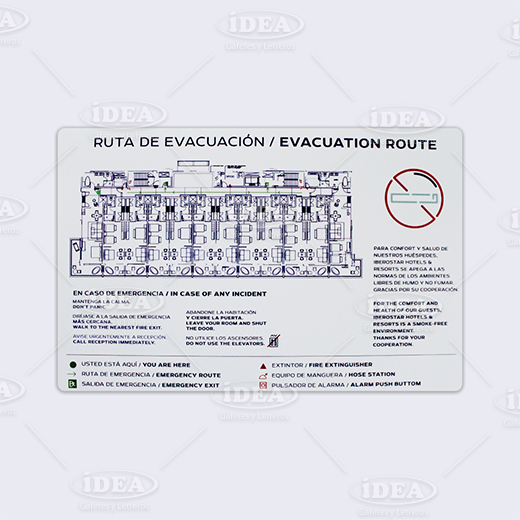 RUTA DE EVACUACIÓN / EVACUATION ROUTE
PARA CONFORT Y SALUD DE
NUESTROS HUÉSPEDES,
IBEROSTAR HOTELS &
RESORTS SE APEGA A LAS
NORMAS DE LOS AMBIENTES
LIBRES DE HUMO Y NO FUMAR.
GRACIAS POR SU COOPERACIÓN
FOR THE COMFORT AND
HEALTH OF OUR GUESTS,
IBEROSTAR HOTELS &
RESORTS IS A SMOKE-FREE
ENVIRONMENT.
THANKS FOR YOUR
COOPERATION.
EN CASO DE EMERGENCIA / IN CASE OF ANY INCIDENT
MANTENGA LA CALMA.
DON'T PANIC.
DIRÍJASE A LA SALIDA DE EMERGENCIA
MÁS CERCANA.
WALK TO THE NEAREST FIRE EXIT.
AVISE URGENTEMENTE A RECEPCIÓN.
CALL RECEPTION IMMEDIATELY.
ABANDONE LA HABITACIÓN
Y CIERRE LA PUERTA.
LEAVE YOUR ROOM AND SHUT
THE DOOR.
NO UTILICE LOS ASCENSORES.
DO NOT USE THE ELEVATORS.
USTED ESTÁ AQUÍ / YOU ARE HERE
RUTA DE EMERGENCIA / EMERGENCY ROUTE
SALIDA DE EMERGENCIA / EMERGENCY EXIT
EXTINTOR / FIRE EXTINGUISHER
EQUIPO DE MANGUERA / HOSE STATION
PULSADOR DE ALARMA / ALARM PUSH BUTTOM
iDEA
Galletes y Letreros